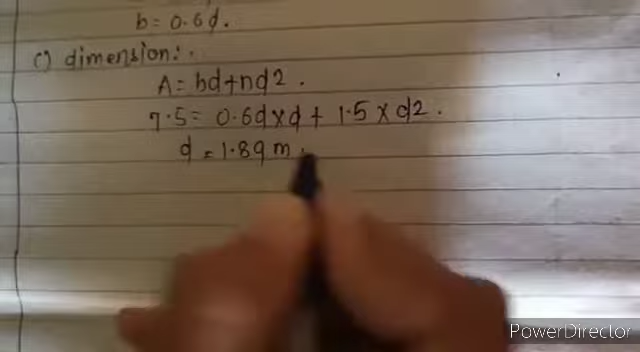 b = 0.6d.
c) dimension:.
A = bd+nd2.
7.5 = 0.6d×d + 1.5×d2.
d = 1.89 m.
PowerDirector